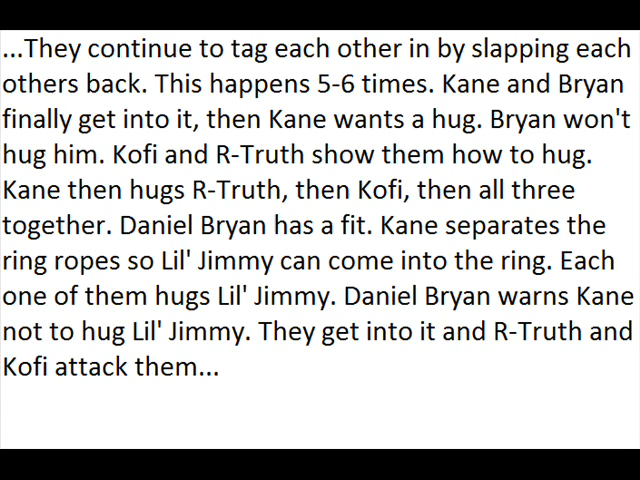 ...They continue to tag each other in by slapping each
others back. This happens 5-6 times. Kane and Bryan
finally get into it, then Kane wants a hug. Bryan won't
hug him. Kofi and R-Truth show them how to hug.
Kane then hugs R-Truth, then Kofi, then all three
together. Daniel Bryan has a fit. Kane separates the
ring ropes so Lil' Jimmy can come into the ring. Each
one of them hugs Lil' Jimmy. Daniel Bryan warns Kane
not to hug Lil' Jimmy. They get into it and R-Truth and
Kofi attack them...